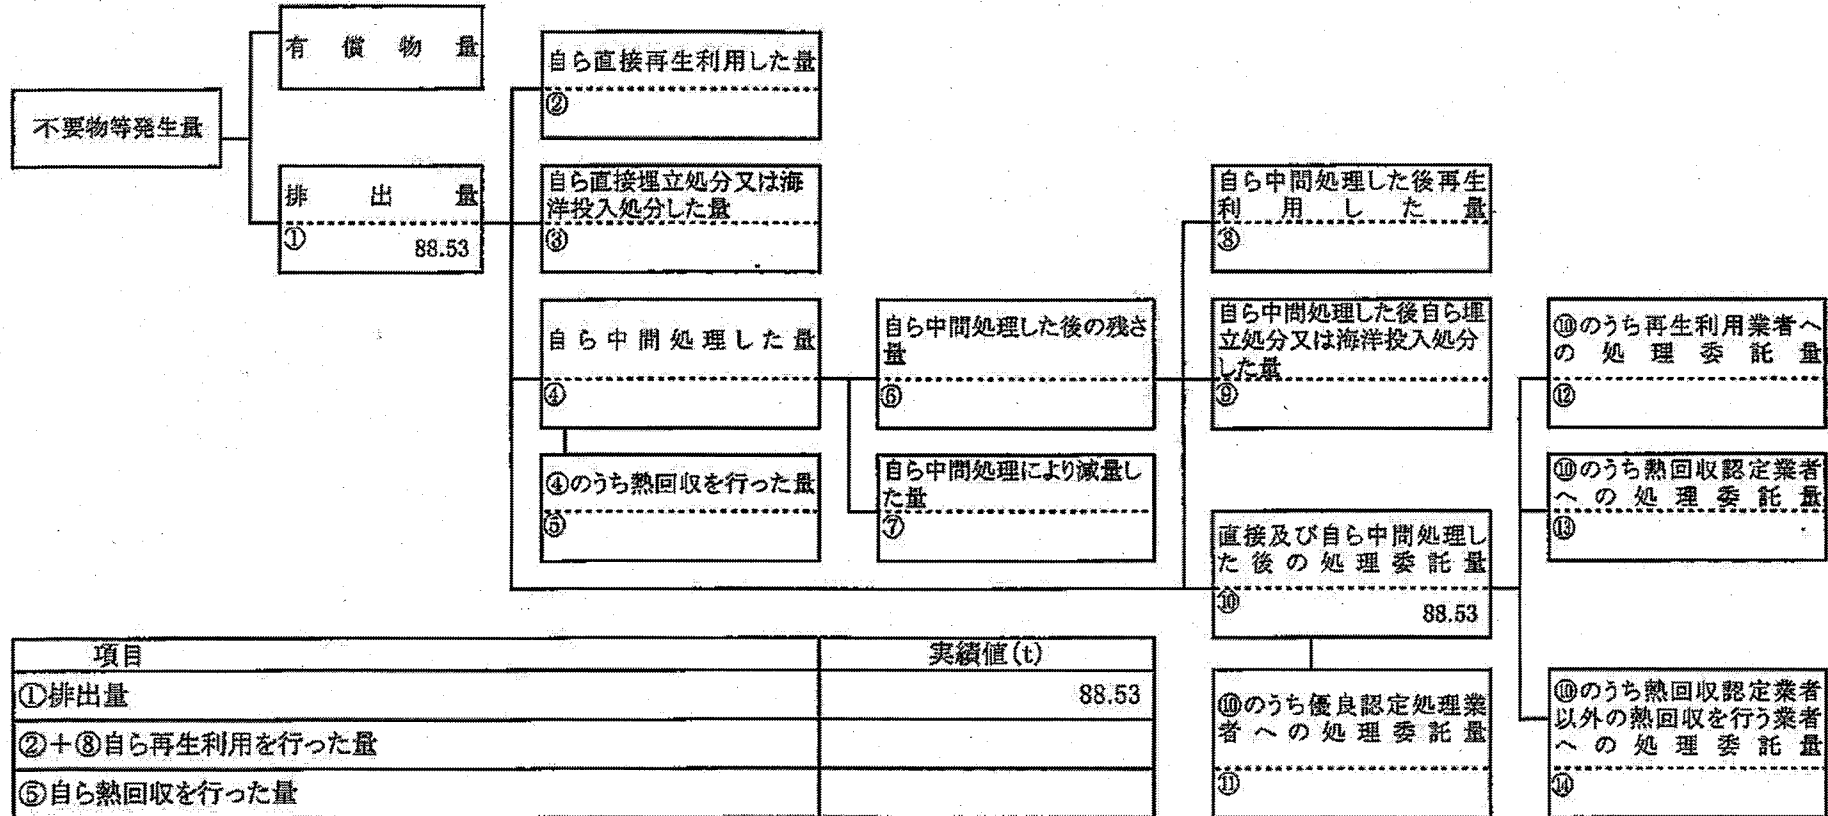 有償物量
不要物等発生量
排出量
①
88.53
自ら直接再生利用した量
②
自ら直接埋立処分又は海
洋投入処分した量
③
自ら中間処理した量
④
④のうち熱回収を行った量
⑤
自ら中間処理した後の残さ
量
⑥
自ら中間処理により減量し
た量
⑦
自ら中間処理した後再生
利用した量
⑧
自ら中間処理した後自ら埋
立処分又は海洋投入処分
した量
⑨
直接及び自ら中間処理し
た後の処理委託量
⑩
88.53
⑩のうち優良認定処理業
者への処理委託量
⑪
⑩のうち再生利用業者へ
の処理委託量
⑫
⑩のうち熱回収認定業者
への処理委託量
⑬
⑩のうち熱回収認定業者
以外の熱回収を行う業者
への処理委託量
⑭
項目 実績値(t)
①排出量 88.53
②+⑧自ら再生利用を行った量
⑤自ら熱回収を行った量